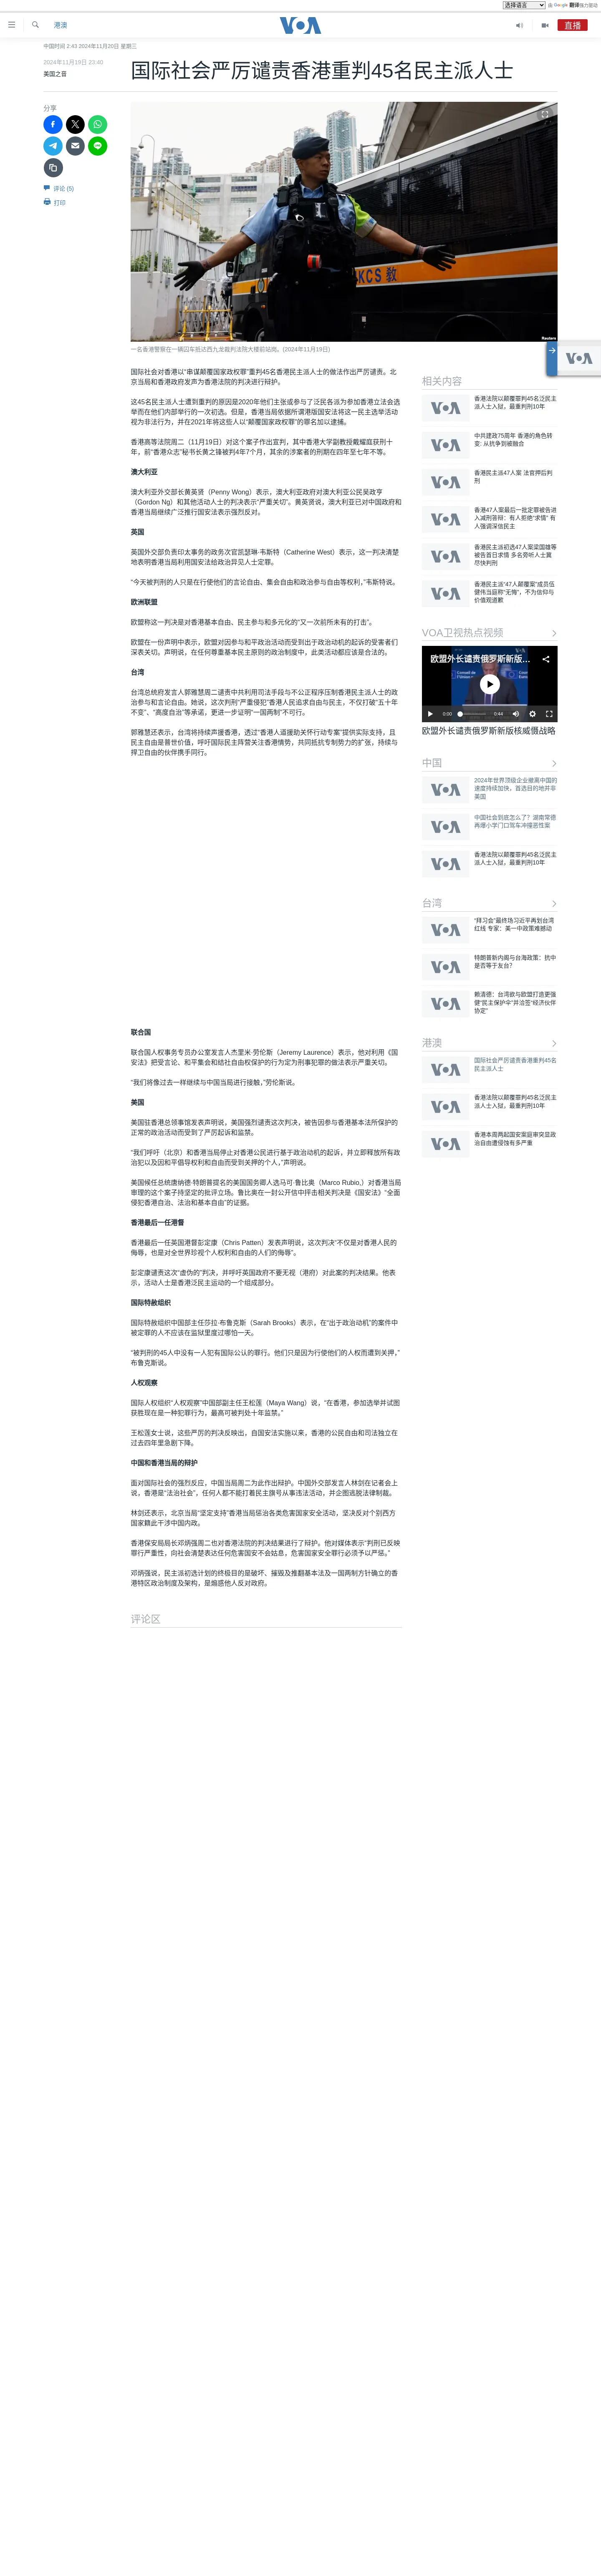 选择语言
由 Google 翻译强力驱动
港澳
VOA
直播
中国时间 2:43 2024年11月20日 星期三
2024年11月19日 23:40
美国之音
国际社会严厉谴责香港重判45名民主派人士
分享
评论 (5)
打印
KCS 救
Reuters
一名香港警察在一辆囚车抵达西九龙裁判法院大楼前站岗。(2024年11月19日)
国际社会对香港以“串谋颠覆国家政权罪”重判45名香港民主派人士的做法作出严厉谴责。北
京当局和香港政府发声为香港法院的判决进行辩护。
这45名民主派人士遭到重判的原因是2020年他们主张或参与了泛民各派为参加香港立法会选
举而在他们内部举行的一次初选。但是，香港当局依据所谓港版国安法将这一民主选举活动
视为非法行为，并在2021年将这些人以“颠覆国家政权罪”的罪名加以逮捕。
香港高等法院周二（11月19日）对这个案子作出宣判，其中香港大学副教授戴耀庭获刑十
年，前“香港众志”秘书长黄之锋被判4年7个月，其余的涉案者的刑期在四年至七年不等。
澳大利亚
澳大利亚外交部长黄英贤（Penny Wong）表示，澳大利亚政府对澳大利亚公民吴政亨
（Gordon Ng）和其他活动人士的判决表示“严重关切”。黄英贤说，澳大利亚已对中国政府和
香港当局继续广泛推行国安法表示强烈反对。
英国
英国外交部负责印太事务的政务次官凯瑟琳·韦斯特（Catherine West）表示，这一判决清楚
地表明香港当局利用国安法给政治异见人士定罪。
“今天被判刑的人只是在行使他们的言论自由、集会自由和政治参与自由等权利，”韦斯特说。
欧洲联盟
欧盟称这一判决是对香港基本自由、民主参与和多元化的“又一次前所未有的打击”。
欧盟在一份声明中表示，欧盟对因参与和平政治活动而受到出于政治动机的起诉的受害者们
深表关切。声明说，在任何尊重基本民主原则的政治制度中，此类活动都应该是合法的。
台湾
台湾总统府发言人郭雅慧周二谴责中共利用司法手段与不公正程序压制香港民主派人士的政
治参与和言论自由。她说，这次判刑“严重侵犯”香港人民追求自由与民主，不仅打破“五十年
不变”、“高度自治”等承诺，更进一步证明“一国两制”不可行。
郭雅慧还表示，台湾将持续声援香港，透过“香港人道援助关怀行动专案”提供实际支持，且
民主自由是普世价值，呼吁国际民主阵营关注香港情势，共同抵抗专制势力的扩张，持续与
捍卫自由的伙伴携手同行。
联合国
联合国人权事务专员办公室发言人杰里米·劳伦斯（Jeremy Laurence）表示，他对利用《国
安法》把受言论、和平集会和结社自由权保护的行为定为刑事犯罪的做法表示严重关切。
“我们将像过去一样继续与中国当局进行接触，”劳伦斯说。
美国
美国驻香港总领事馆发表声明说，美国强烈谴责这次判决，被告因参与香港基本法所保护的
正常的政治活动而受到了严厉起诉和监禁。
“我们呼吁（北京）和香港当局停止对香港公民进行基于政治动机的起诉，并立即释放所有政
治犯以及因和平倡导权利和自由而受到关押的个人，”声明说。
美国候任总统唐纳德·特朗普提名的美国国务卿人选马可·鲁比奥（Marco Rubio,）对香港当局
审理的这个案子持坚定的批评立场。鲁比奥在一封公开信中抨击相关判决是《国安法》“全面
侵犯香港自治、法治和基本自由”的证据。
香港最后一任港督
香港最后一任英国港督彭定康（Chris Patten）发表声明说，这次判决“不仅是对香港人民的
侮辱，也是对全世界珍视个人权利和自由的人们的侮辱”。
彭定康谴责这次“虚伪的”判决，并呼吁英国政府不要无视（港府）对此案的判决结果。他表
示，活动人士是香港泛民主运动的一个组成部分。
国际特赦组织
国际特赦组织中国部主任莎拉·布鲁克斯（Sarah Brooks）表示，在“出于政治动机”的案件中
被定罪的人不应该在监狱里度过哪怕一天。
“被判刑的45人中没有一人犯有国际公认的罪行。他们只是因为行使他们的人权而遭到关押，”
布鲁克斯说。
人权观察
国际人权组织“人权观察”中国部副主任王松莲（Maya Wang）说，“在香港，参加选举并试图
获胜现在是一种犯罪行为，最高可被判处十年监禁。”
王松莲女士说，这些严厉的判决反映出，自国安法实施以来，香港的公民自由和司法独立在
过去四年里急剧下降。
中国和香港当局的辩护
面对国际社会的强烈反应，中国当局周二为此作出辩护。中国外交部发言人林剑在记者会上
说，香港是“法治社会”，任何人都不能打着民主旗号从事违法活动，并企图逃脱法律制裁。
林剑还表示，北京当局“坚定支持”香港当局惩治各类危害国家安全活动，坚决反对个别西方
国家籍此干涉中国内政。
香港保安局局长邓炳强周二也对香港法院的判决结果进行了辩护。他对媒体表示“判刑已反映
罪行严重性，向社会清楚表达任何危害国安不会姑息，危害国家安全罪行必须予以严惩。”
邓炳强说，民主派初选计划的终极目的是破坏、摧毁及推翻基本法及一国两制方针确立的香
港特区政治制度及架构，是煽惑他人反对政府。
评论区
相关内容
香港法院以颠覆罪判45名泛民主
派人士入狱，最重判刑10年
中共建政75周年 香港的角色转
变: 从抗争到被融合
香港民主派47人案 法官押后判
刑
香港47人案最后一批定罪被告进
入减刑答辩：有人拒绝“求情” 有
人强调深信民主
香港民主派初选47人案梁国雄等
被告首日求情 多名旁听人士冀
尽快判刑
香港民主派“47人颠覆案”成员伍
健伟当庭称“无悔”，不为信仰与
价值观道歉
VOA卫视热点视频
欧盟外长谴责俄罗斯新版…
0:00
0:44
欧盟外长谴责俄罗斯新版核威慑战略
中国
2024年世界顶级企业撤离中国的
速度持续加快，首选目的地并非
美国
中国社会到底怎么了？湖南常德
再爆小学门口驾车冲撞恶性案
香港法院以颠覆罪判45名泛民主
派人士入狱，最重判刑10年
台湾
“拜习会”最终场习近平再划台湾
红线 专家：美一中政策难撼动
特朗普新内阁与台海政策：抗中
是否等于友台?
赖清德：台湾欲与欧盟打造更强
健“民主保护伞”并洽签“经济伙伴
协定”
港澳
国际社会严厉谴责香港重判45名
民主派人士
香港法院以颠覆罪判45名泛民主
派人士入狱，最重判刑10年
香港本周两起国安案庭审突显政
治自由遭侵蚀有多严重